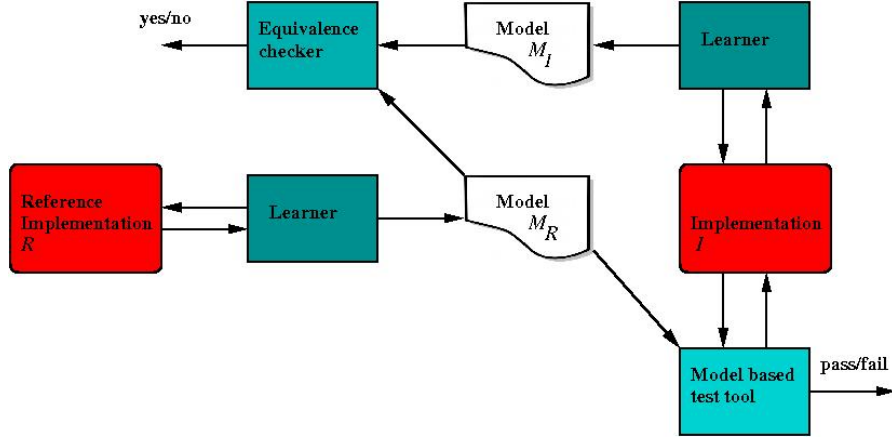 yes/no
Equivalence
checker
Model
M_I
Learner
Reference
Implementation
R
Learner
Model
M_R
Implementation
I
Model based
test tool
pass/fail